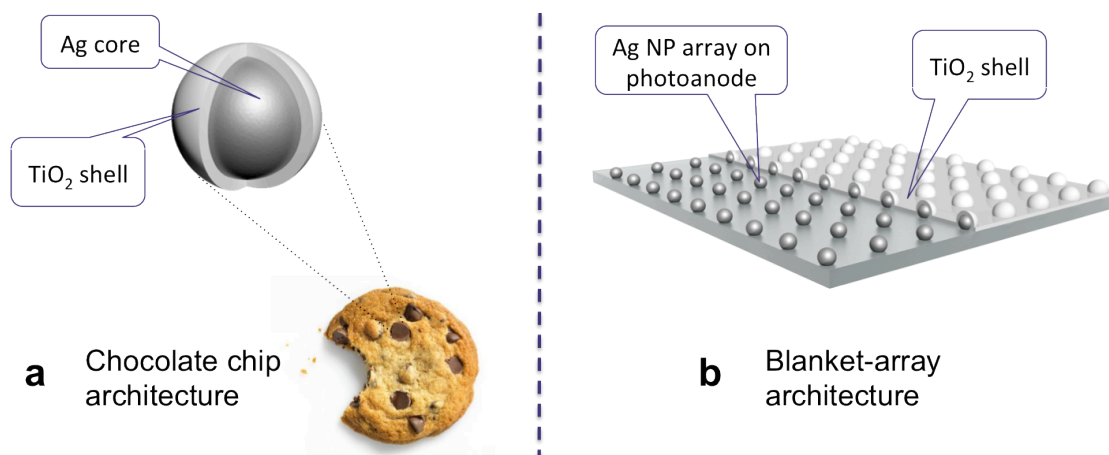 Ag core
TiO₂ shell
a
Chocolate chip
architecture
Ag NP array on
photoanode
TiO₂ shell
b
Blanket-array
architecture